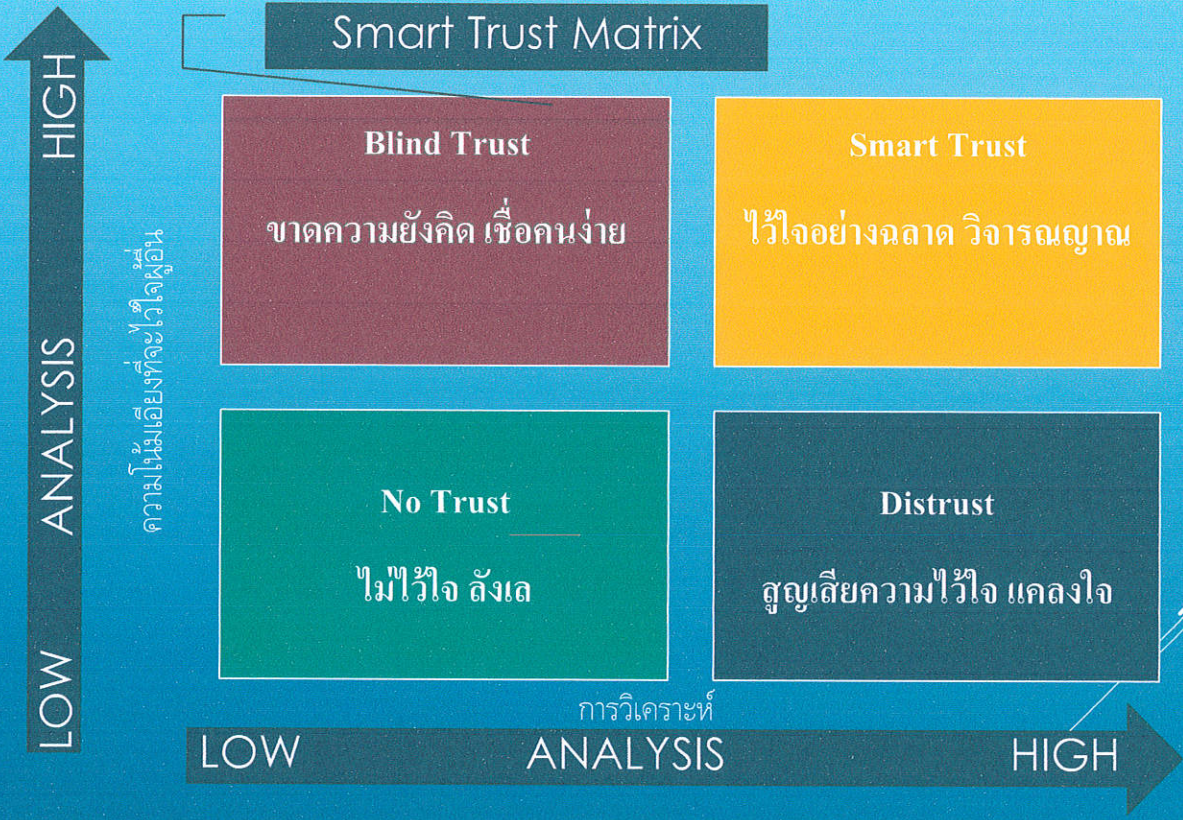 Smart Trust Matrix
HIGH
ANALYSIS
LOW
ความโน้มเอียงที่จะไว้ใจผู้อื่น
Blind Trust
ขาดความยังคิด เชื่อคนง่าย
Smart Trust
ไว้ใจอย่างฉลาด วิจารณญาณ
No Trust
ไม่ไว้ใจ ลังเล
Distrust
สูญเสียความไว้ใจ แคลงใจ
การวิเคราะห์
LOW ANALYSIS HIGH